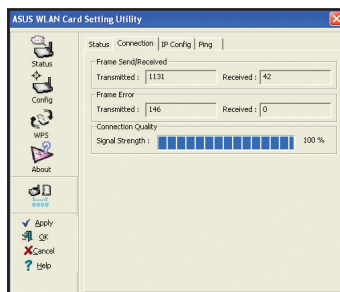 ASUS WLAN Card Setting Utility
Status
Config
WPS
About
Apply
OK
Cancel
Help
Status Connection IP Config Ping
Frame Send/Received
Transmitted : 1131 Received : 42
Frame Error
Transmitted : 146 Received : 0
Connection Quality
Signal Strength : 100 %